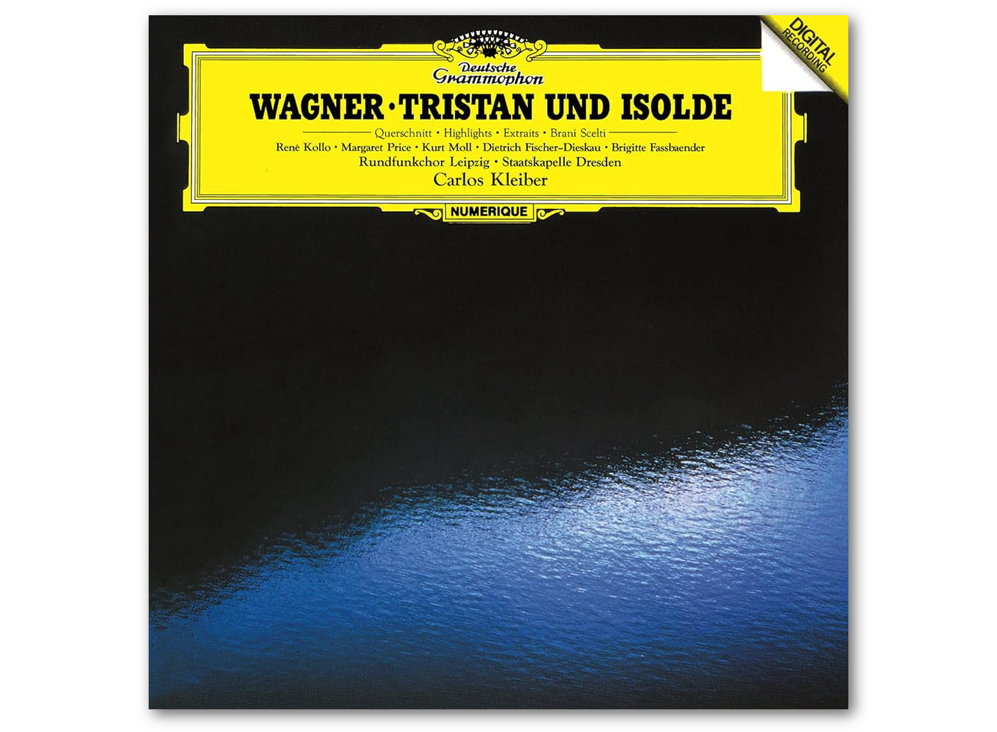 DIGITAL
RECORDING
Deutsche
Grammophon
WAGNER · TRISTAN UND ISOLDE
Querschnitt · Highlights · Extraits · Brani Scelti
René Kollo · Margaret Price · Kurt Moll · Dietrich Fischer-Dieskau · Brigitte Fassbaender
Rundfunkchor Leipzig · Staatskapelle Dresden
Carlos Kleiber
NUMERIQUE